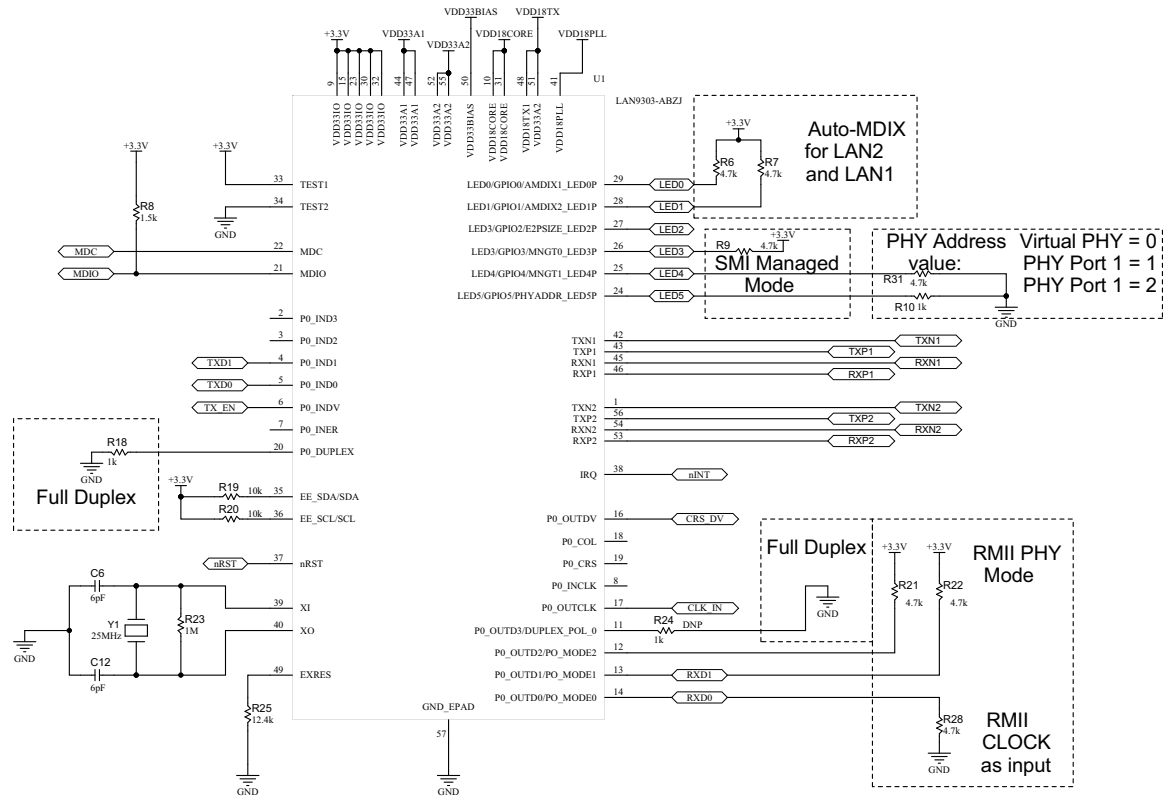 VDD33BIAS
VDD18TX
+3.3V
VDD33A1
VDD33A2
VDD18CORE
VDD18PLL
9
15
23
30
32
44
47
52
55
50
10
31
48
51
41
U1
LAN9303-ABZJ
VDD33IO
VDD33IO
VDD33IO
VDD33IO
VDD33IO
VDD33A1
VDD33A1
VDD33A2
VDD33A2
VDD33BIAS
VDD18CORE
VDD18CORE
VDD18TX1
VDD33A2
VDD18PLL
+3.3V
+3.3V
R8
1.5k
33
TEST1
34
TEST2
GND
MDC
22
MDC
MDIO
21
MDIO
2
P0_IND3
3
P0_IND2
TXD1
4
P0_IND1
TXD0
5
P0_IND0
TX_EN
6
P0_INDV
7
P0_INER
20
P0_DUPLEX
R18
1k
GND
Full Duplex
+3.3V
R19
10k
35
EE_SDA/SDA
R20
10k
36
EE_SCL/SCL
nRST
37
nRST
C6
6pF
39
XI
Y1
25MHz
R23
1M
40
XO
GND
C12
6pF
49
EXRES
R25
12.4k
GND
GND_EPAD
57
GND
LED0/GPIO0/AMDIX1_LED0P
29
LED0
LED1/GPIO1/AMDIX2_LED1P
28
LED1
LED3/GPIO2/E2PSIZE_LED2P
27
LED2
LED3/GPIO3/MNGT0_LED3P
26
LED3
LED4/GPIO4/MNGT1_LED4P
25
LED4
LED5/GPIO5/PHYADDR_LED5P
24
LED5
+3.3V
R6
4.7k
R7
4.7k
Auto-MDIX
for LAN2
and LAN1
R9
4.7k
+3.3V
SMI Managed
Mode
PHY Address
value:
Virtual PHY = 0
PHY Port 1 = 1
PHY Port 1 = 2
R31
4.7k
R10
1k
GND
TXN1
42
TXN1
TXP1
43
TXP1
RXN1
45
RXN1
RXP1
46
RXP1
TXN2
1
TXN2
TXP2
56
TXP2
RXN2
54
RXN2
RXP2
53
RXP2
IRQ
38
nINT
P0_OUTDV
16
CRS_DV
P0_COL
18
P0_CRS
19
P0_INCLK
8
P0_OUTCLK
17
CLK_IN
P0_OUTD3/DUPLEX_POL_0
11
R24
1k
DNP
Full Duplex
GND
P0_OUTD2/PO_MODE2
12
P0_OUTD1/PO_MODE1
13
RXD1
P0_OUTD0/PO_MODE0
14
RXD0
+3.3V
+3.3V
R21
4.7k
R22
4.7k
RMII PHY
Mode
R28
4.7k
GND
RMII
CLOCK
as input